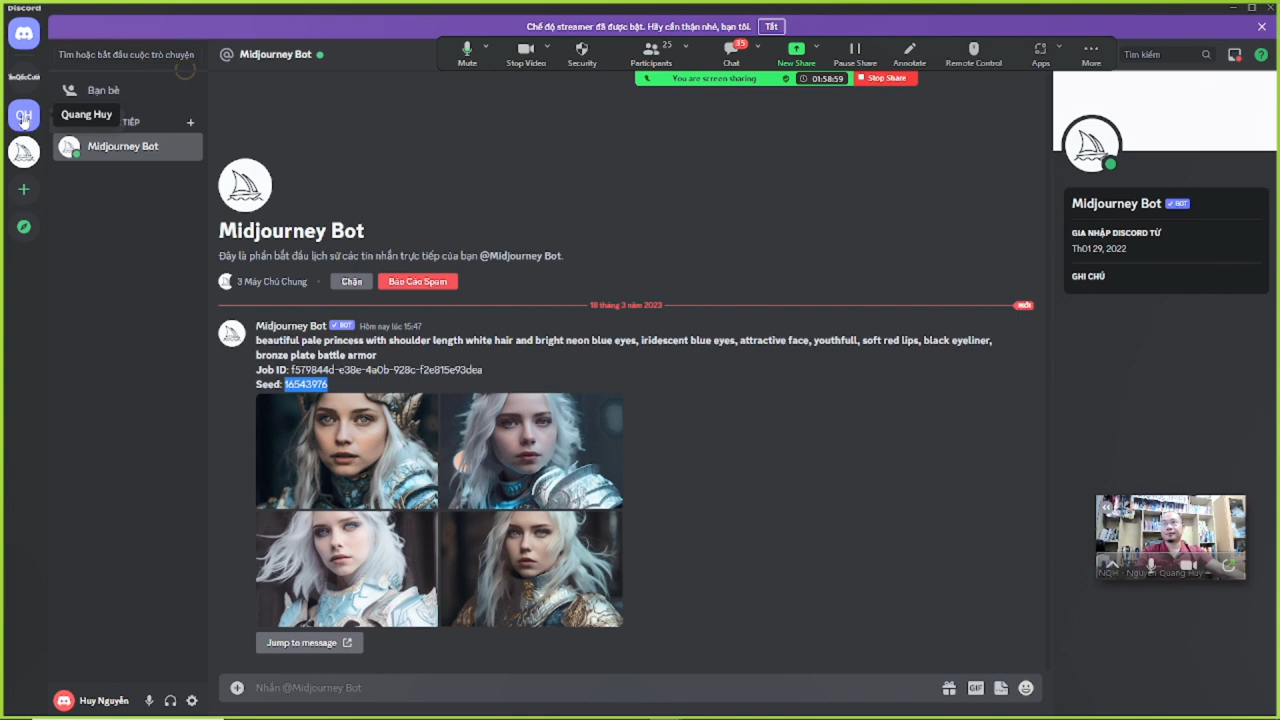 Discord
Chế độ streamer đã được bật. Hãy cẩn thận nhé, bạn tôi.
Tắt
Tìm hoặc bắt đầu cuộc trò chuyện
Midjourney Bot
Mute
Stop Video
Security
25
Participants
35
Chat
New Share
Pause Share
Annotate
Remote Control
Apps
More
Tìm kiếm
You are screen sharing
01:58:59
Stop Share
Bạn bè
QH
Quang Huy
TIẾP
Midjourney Bot
Midjourney Bot
Đây là phần bắt đầu lịch sử các tin nhắn trực tiếp của bạn @Midjourney Bot.
3 Máy Chủ Chung
Chặn
Báo Cáo Spam
18 tháng 3 năm 2023
MỚI
Midjourney Bot BOT Hôm nay lúc 15:47
beautiful pale princess with shoulder length white hair and bright neon blue eyes, iridescent blue eyes, attractive face, youthfull, soft red lips, black eyeliner,
bronze plate battle armor
Job ID: f579844d-e38e-4a0b-928c-f2e815e93dea
Seed: 16543976
Jump to message
Nhắn @Midjourney Bot
GIF
Huy Nguyễn
Midjourney Bot BOT
GIA NHẬP DISCORD TỪ
Th01 29, 2022
GHI CHÚ
NQH - Nguyễn Quang Huy